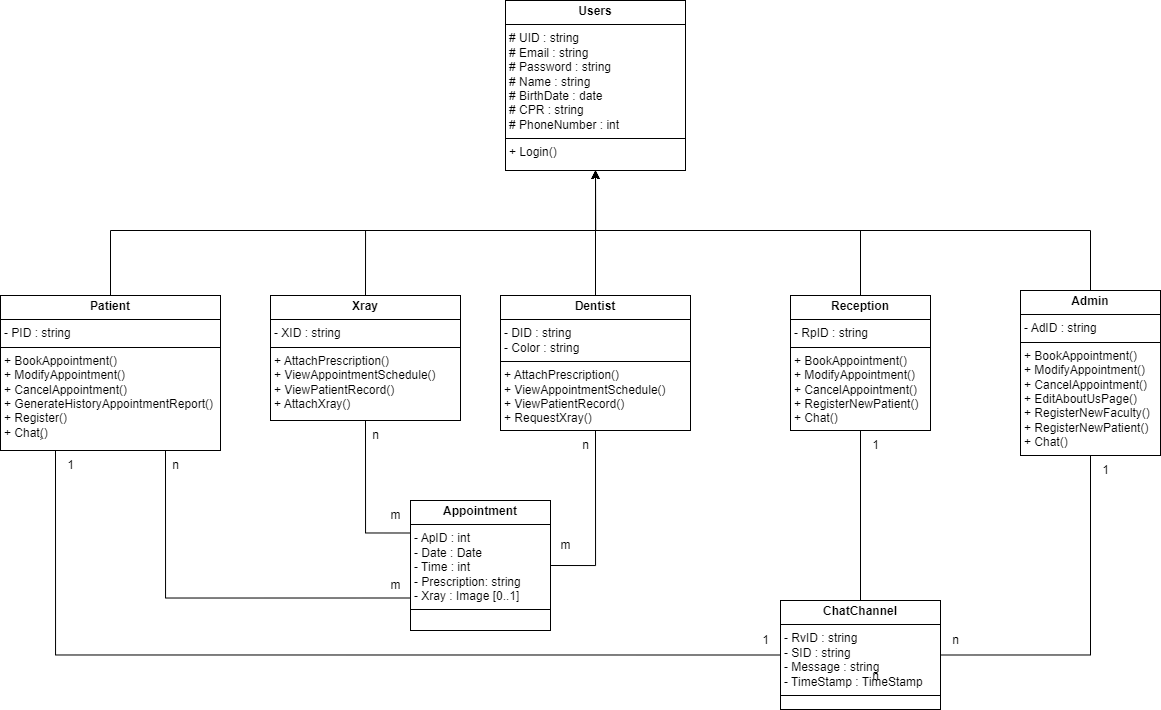 Users
# UID : string
# Email : string
# Password : string
# Name : string
# BirthDate : date
# CPR : string
# PhoneNumber : int
+ Login()
Patient
- PID : string
+ BookAppointment()
+ ModifyAppointment()
+ CancelAppointment()
+ GenerateHistoryAppointmentReport()
+ Register()
+ Chat()
Xray
- XID : string
+ AttachPrescription()
+ ViewAppointmentSchedule()
+ ViewPatientRecord()
+ AttachXray()
Dentist
- DID : string
- Color : string
+ AttachPrescription()
+ ViewAppointmentSchedule()
+ ViewPatientRecord()
+ RequestXray()
Reception
- RpID : string
+ BookAppointment()
+ ModifyAppointment()
+ CancelAppointment()
+ RegisterNewPatient()
+ Chat()
Admin
- AdID : string
+ BookAppointment()
+ ModifyAppointment()
+ CancelAppointment()
+ EditAboutUsPage()
+ RegisterNewFaculty()
+ RegisterNewPatient()
+ Chat()
1
n
n
n
1
1
m
m
m
Appointment
- ApID : int
- Date : Date
- Time : int
- Prescription: string
- Xray : Image [0..1]
1
n
ChatChannel
- RvID : string
- SID : string
- Message : string
- TimeStamp : TimeStamp
n